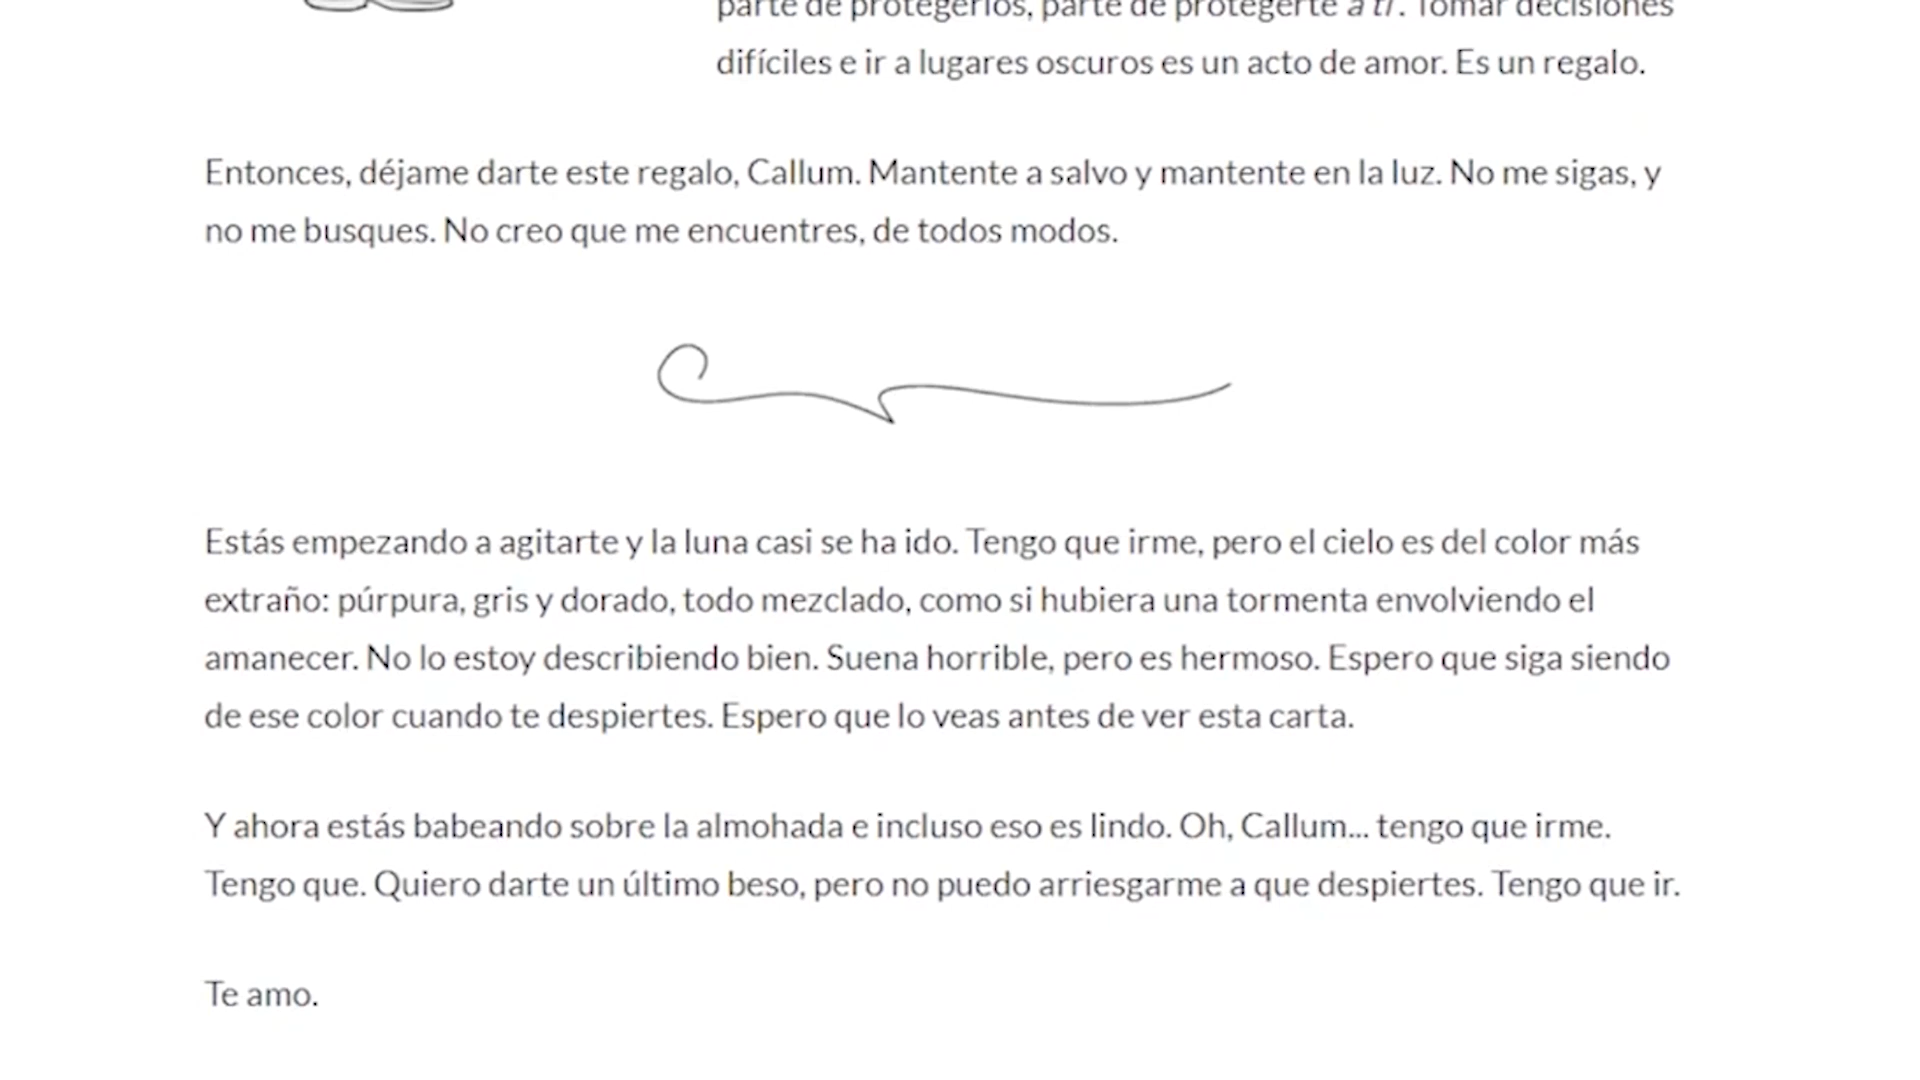 parte de protegerlos, parte de protegerte a ti. Tomar decisiones
difíciles e ir a lugares oscuros es un acto de amor. Es un regalo.
Entonces, déjame darte este regalo, Callum. Mantente a salvo y mantente en la luz. No me sigas, y
no me busques. No creo que me encuentres, de todos modos.
Estás empezando a agitarte y la luna casi se ha ido. Tengo que irme, pero el cielo es del color más
extraño: púrpura, gris y dorado, todo mezclado, como si hubiera una tormenta envolviendo el
amanecer. No lo estoy describiendo bien. Suena horrible, pero es hermoso. Espero que siga siendo
de ese color cuando te despiertes. Espero que lo veas antes de ver esta carta.
Y ahora estás babeando sobre la almohada e incluso eso es lindo. Oh, Callum... tengo que irme.
Tengo que. Quiero darte un último beso, pero no puedo arriesgarme a que despiertes. Tengo que ir.
Te amo.